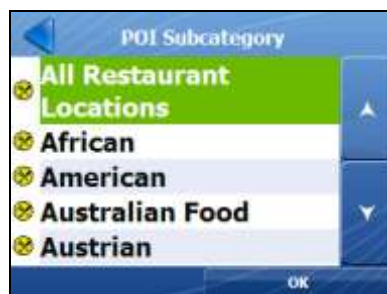 POI Subcategory
All Restaurant
Locations
African
American
Australian Food
Austrian
OK